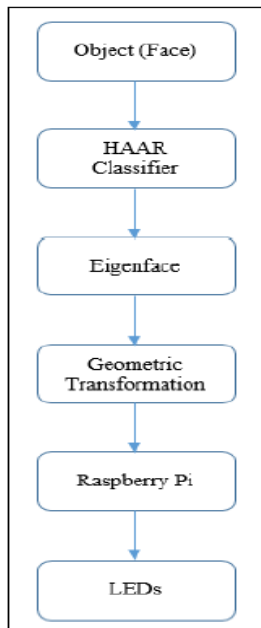 Object (Face)
HAAR
Classifier
Eigenface
Geometric
Transformation
Raspberry Pi
LEDs